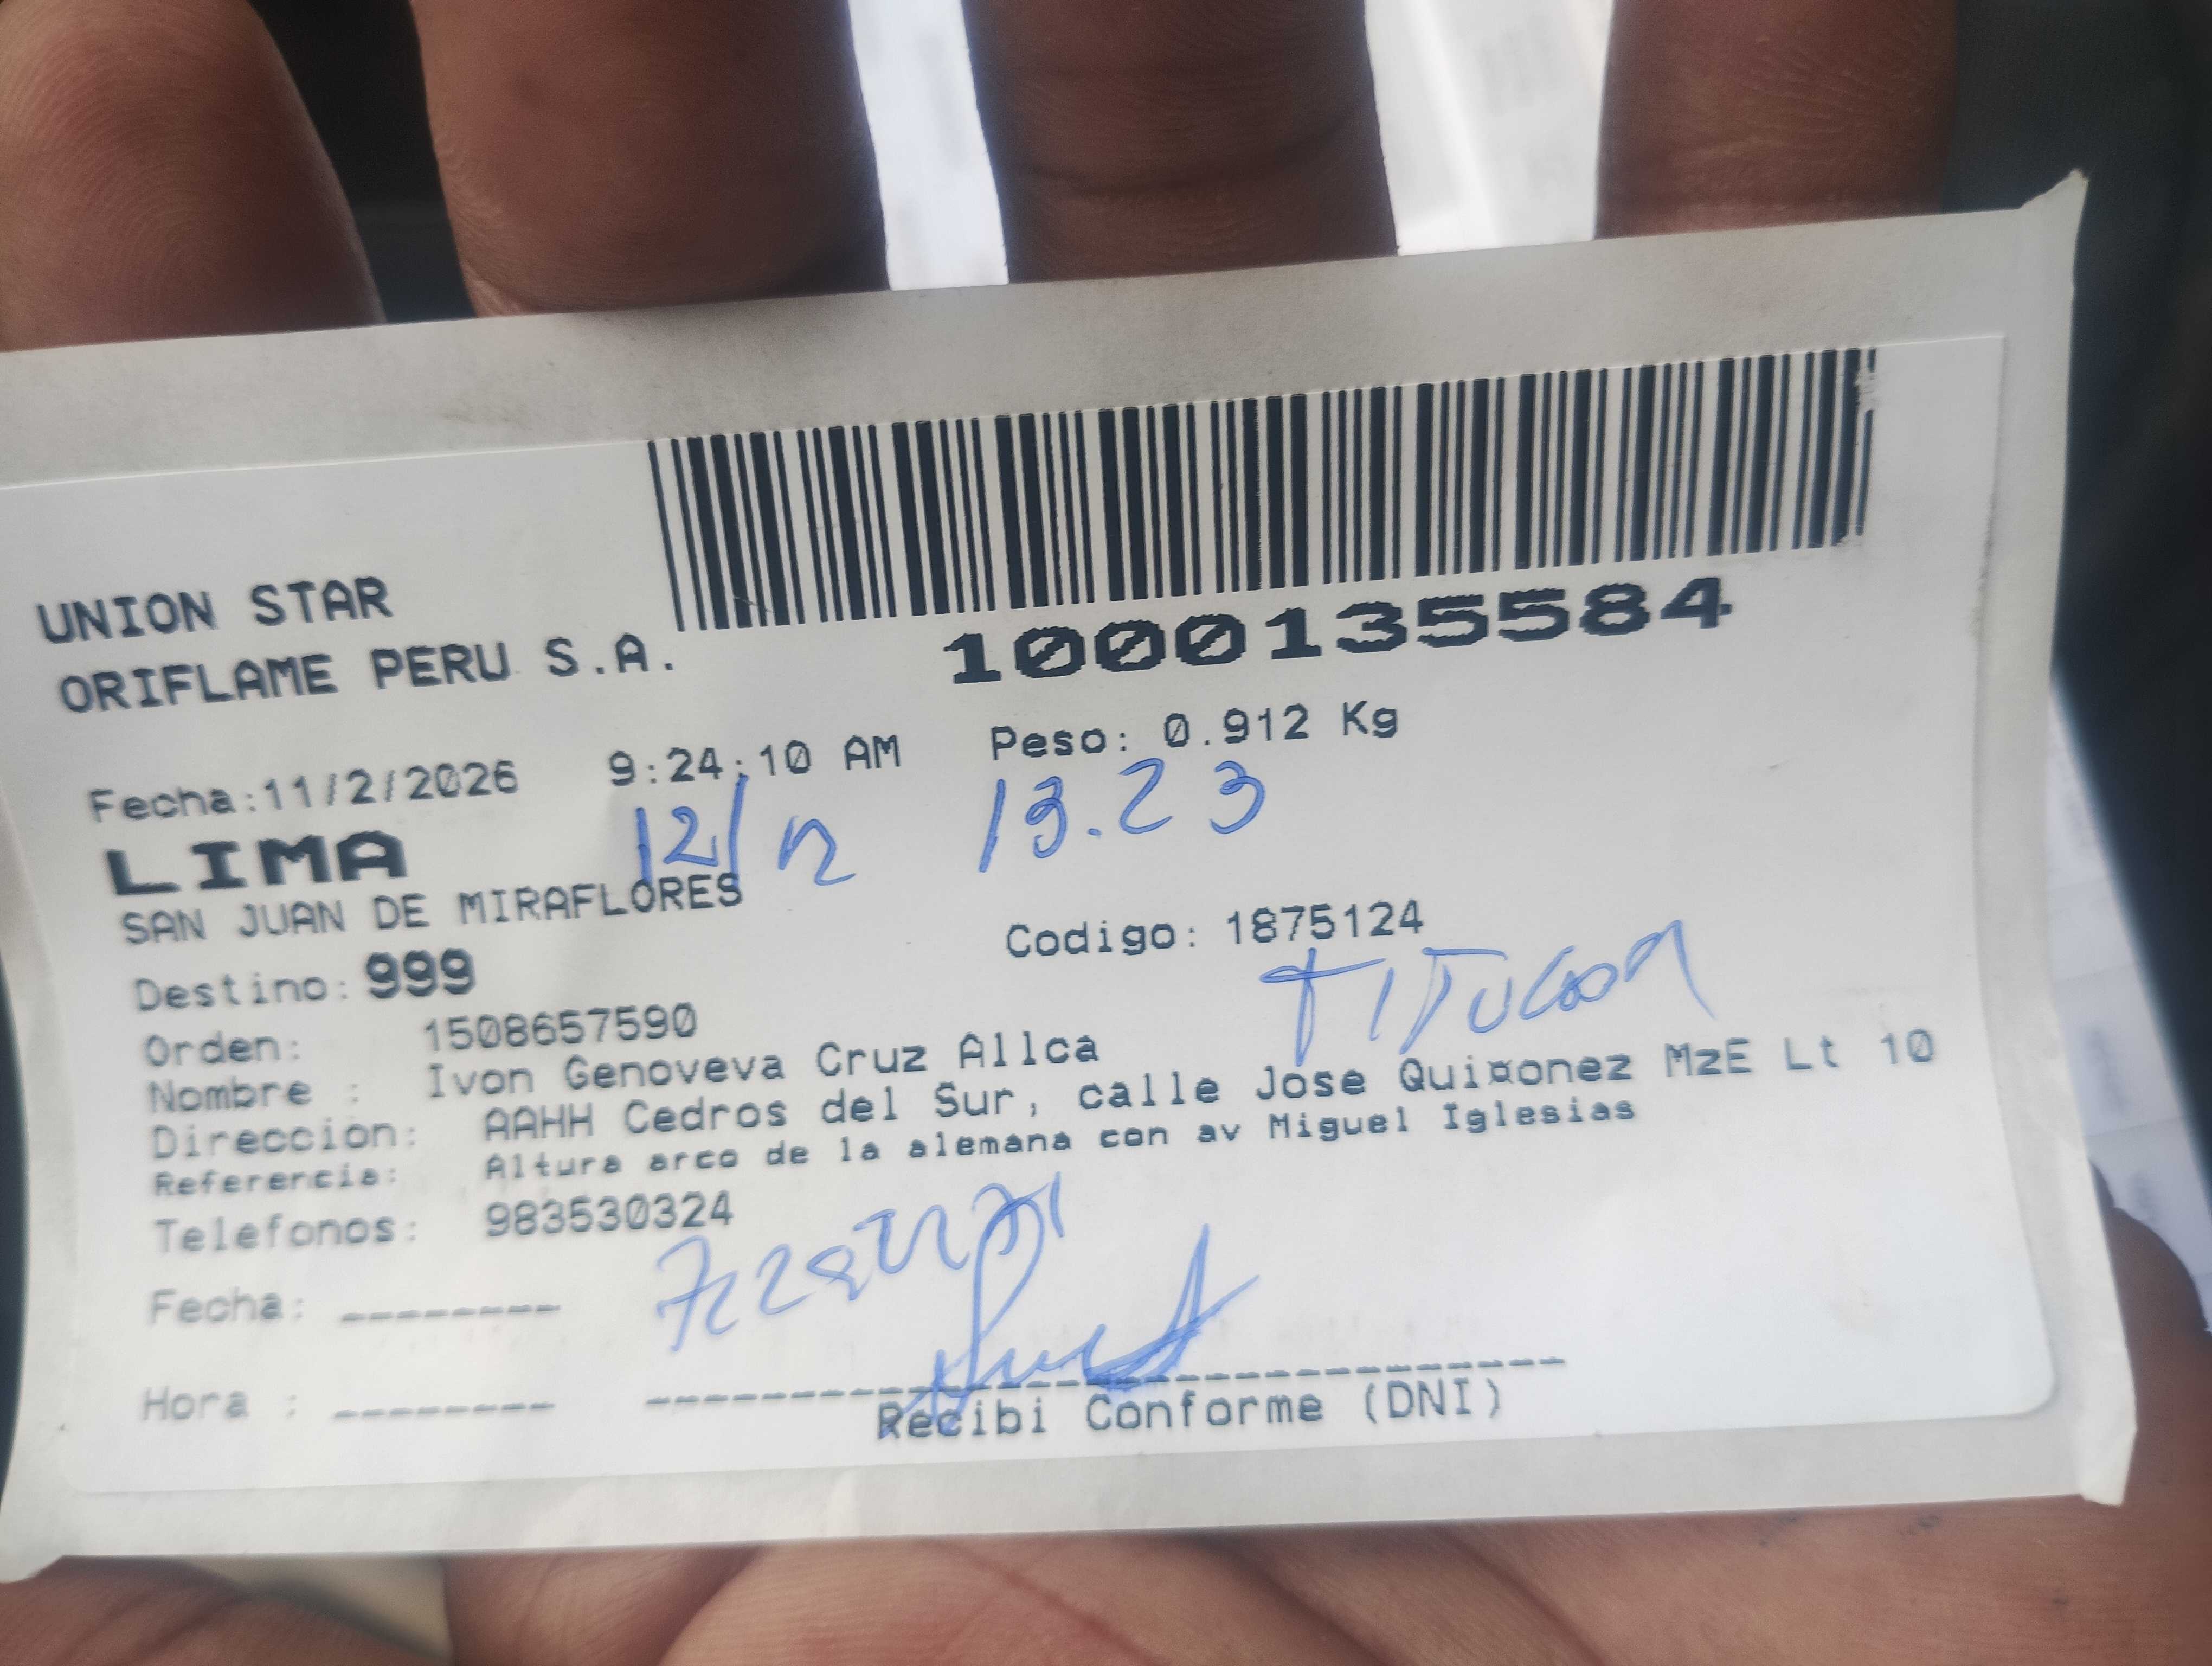 UNION STAR
ORIFLAME PERU S.A.
1000135584
Fecha:11/2/2026 9:24:10 AM Peso: 0.912 Kg
12/ 13.23
LIMA
SAN JUAN DE MIRAFLORES
Codigo: 1875124
Destino: 999
Orden: 1508657590
Nombre : Ivon Genoveva Cruz Allca
Direccion: AAHH Cedros del Sur, calle Jose Qui¤onez MzE Lt 10
Referencia: Altura arco de la alemana con av Miguel Iglesias
Telefonos: 983530324
Fecha: --------
Hora : --------
Recibi Conforme (DNI)